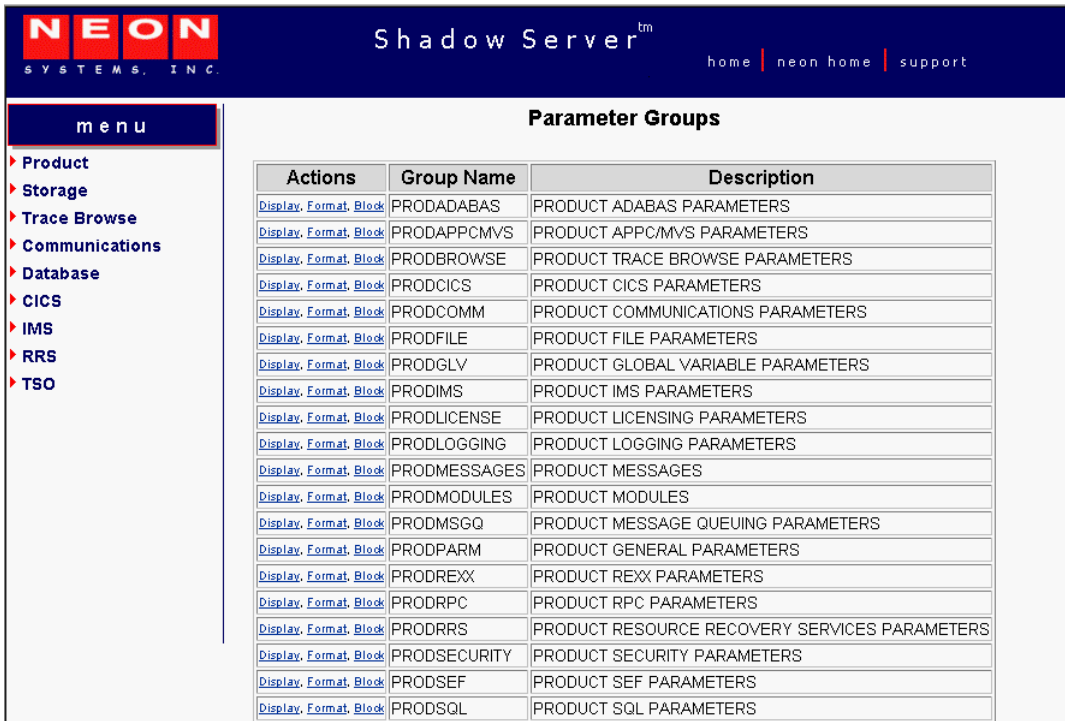 NEON
SYSTEMS, INC.
Shadow Server tm
home | neon home | support
menu
Product
Storage
Trace Browse
Communications
Database
CICS
IMS
RRS
TSO
Parameter Groups
Actions Group Name Description
Display, Format, Block PRODADABAS PRODUCT ADABAS PARAMETERS
Display, Format, Block PRODAPPCMVS PRODUCT APPC/MVS PARAMETERS
Display, Format, Block PRODBROWSE PRODUCT TRACE BROWSE PARAMETERS
Display, Format, Block PRODCICS PRODUCT CICS PARAMETERS
Display, Format, Block PRODCOMM PRODUCT COMMUNICATIONS PARAMETERS
Display, Format, Block PRODFILE PRODUCT FILE PARAMETERS
Display, Format, Block PRODGLV PRODUCT GLOBAL VARIABLE PARAMETERS
Display, Format, Block PRODIMS PRODUCT IMS PARAMETERS
Display, Format, Block PRODLICENSE PRODUCT LICENSING PARAMETERS
Display, Format, Block PRODLOGGING PRODUCT LOGGING PARAMETERS
Display, Format, Block PRODMESSAGES PRODUCT MESSAGES
Display, Format, Block PRODMODULES PRODUCT MODULES
Display, Format, Block PRODMSGQ PRODUCT MESSAGE QUEUING PARAMETERS
Display, Format, Block PRODPARM PRODUCT GENERAL PARAMETERS
Display, Format, Block PRODREXX PRODUCT REXX PARAMETERS
Display, Format, Block PRODRPC PRODUCT RPC PARAMETERS
Display, Format, Block PRODRRS PRODUCT RESOURCE RECOVERY SERVICES PARAMETERS
Display, Format, Block PRODSECURITY PRODUCT SECURITY PARAMETERS
Display, Format, Block PRODSEF PRODUCT SEF PARAMETERS
Display, Format, Block PRODSQL PRODUCT SQL PARAMETERS